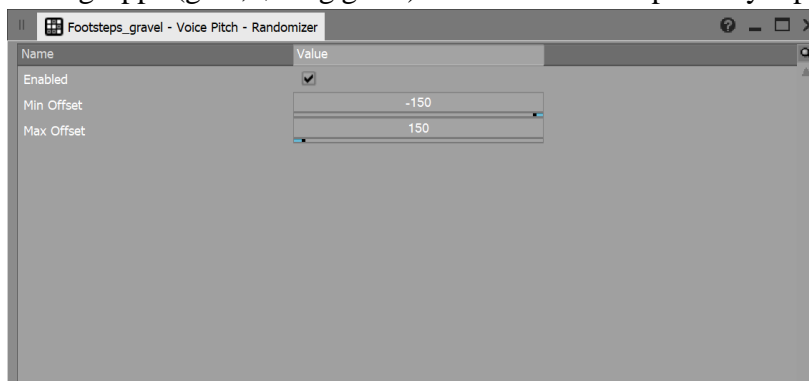 Footsteps_gravel - Voice Pitch - Randomizer
Name Value
Enabled
Min Offset -150
Max Offset 150